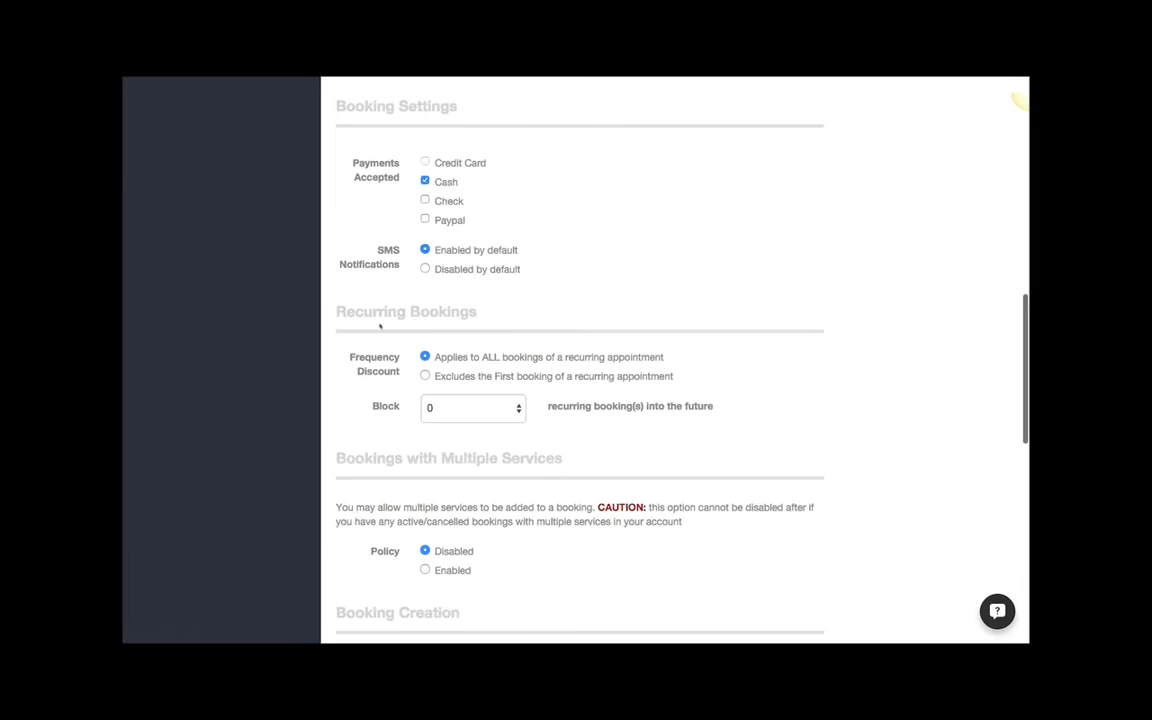 Booking Settings
Payments Accepted
Credit Card
Cash
Check
Paypal
SMS Notifications
Enabled by default
Disabled by default
Recurring Bookings
Frequency Discount
Applies to ALL bookings of a recurring appointment
Excludes the First booking of a recurring appointment
Block
0
recurring booking(s) into the future
Bookings with Multiple Services
You may allow multiple services to be added to a booking. CAUTION: this option cannot be disabled after if
you have any active/cancelled bookings with multiple services in your account
Policy
Disabled
Enabled
Booking Creation
?